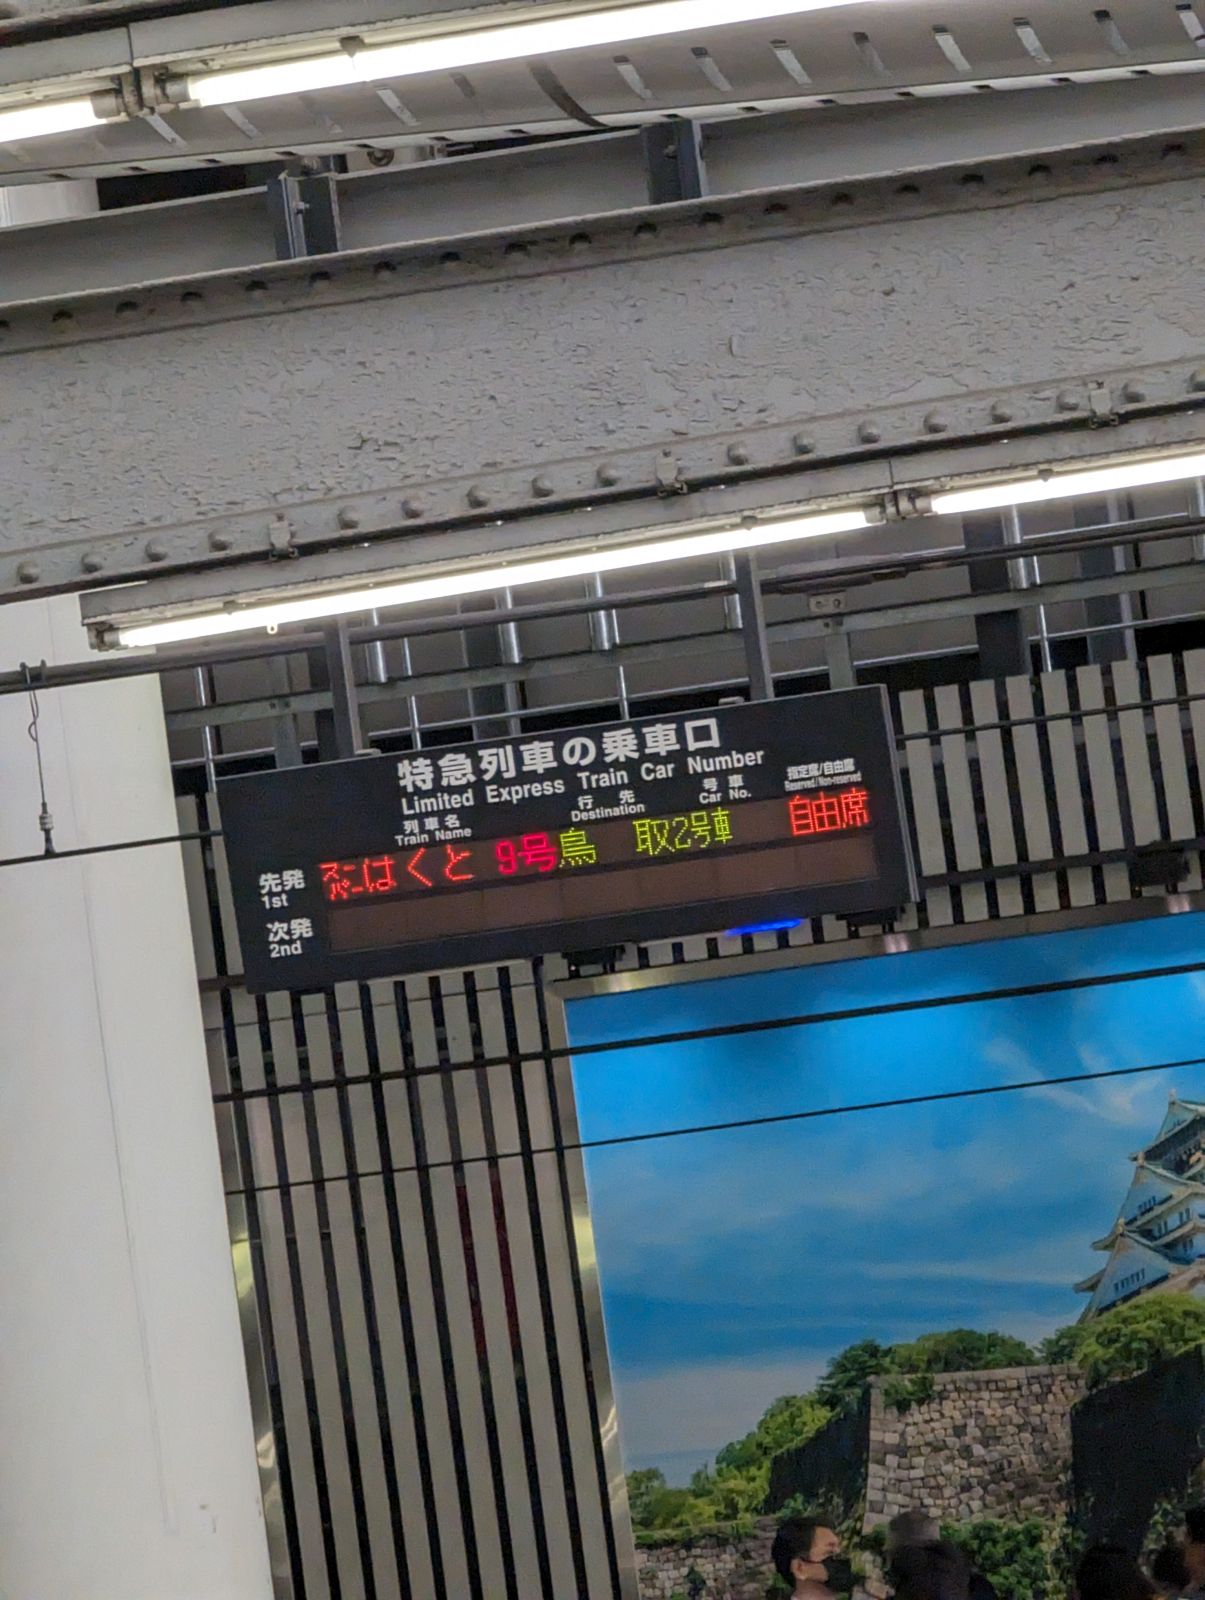 特急列車の乗車口
Limited Express Train Car Number
列車名 行先 号車 指定席/自由席
Train Name Destination Car No. Reserved/Non-reserved
先発 スーパーはくと 9号 鳥取 2号車 自由席
1st
次発
2nd